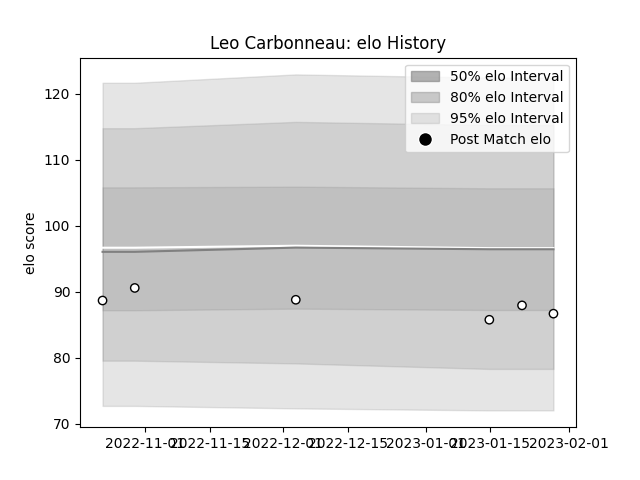 Leo Carbonneau: elo History
50% elo Interval
80% elo Interval
95% elo Interval
Post Match elo
elo score
120
110
100
90
80
70
2022-11-01 2022-11-15 2022-12-01 2022-12-15 2023-01-01 2023-01-15 2023-02-01